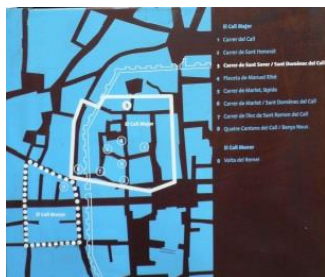 El Call Major
1 Carrer del Call
2 Carrer de Sant Honorat
3 Carrer de Sant Sever / Sant Domènec del Call
4 Placeta de Manuel Ribé
5 Carrer de Marlet,
6 Carrer de Marlet / Sant Domènec del Call
7 Carrer de l'Arc de Sant Ramon del Call
8 Quatre Cantons del Call / Banys Nous
El Call Menor
9 Volta del Remei
El Call Major
El Call Menor
3